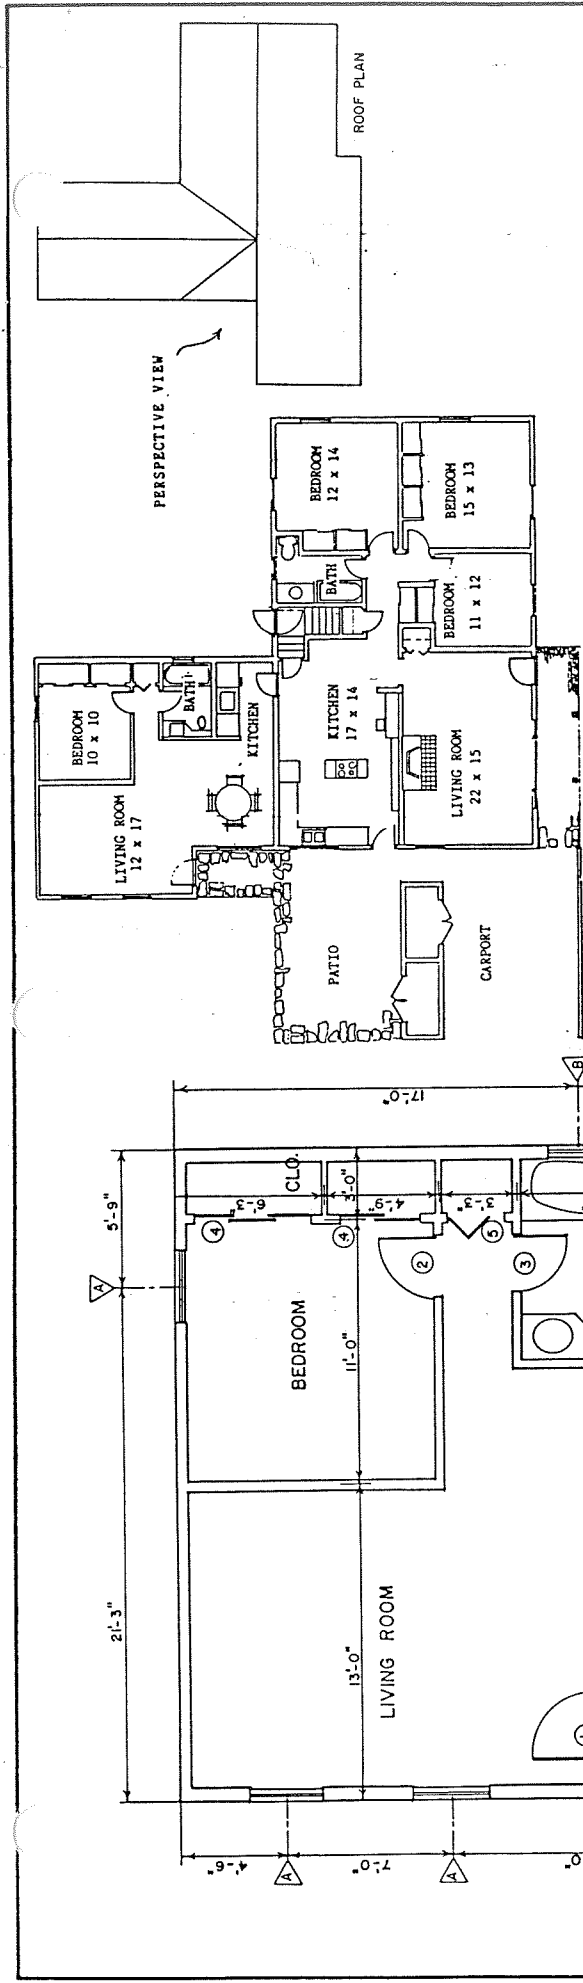 ROOF PLAN
PERSPECTIVE VIEW
BEDROOM
10 x 10
LIVING ROOM
12 x 17
BATH
KITCHEN
BEDROOM
12 x 14
BATH
BEDROOM
15 x 13
BEDROOM
11 x 12
KITCHEN
17 x 14
LIVING ROOM
22 x 15
PATIO
CARPORT
17'-0"
B
5'-9"
A
21'-3"
CLO.
6'-3"
3'-0"
4'-9"
3'-3"
4
4
5
2
3
BEDROOM
11'-0"
LIVING ROOM
13'-0"
4'-6"
A
7'-0"
A
0"